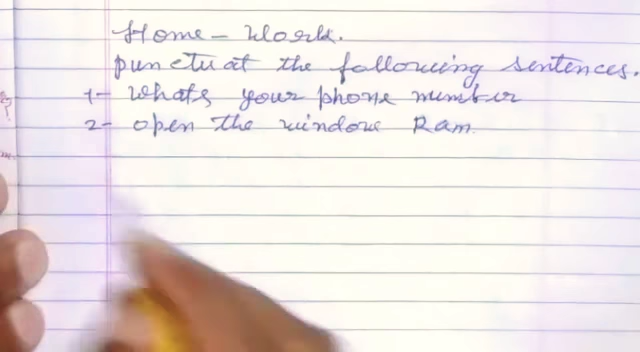 Home - Work.
punctuat the following sentences.
1- whats your phone number
2- open the window Ram.